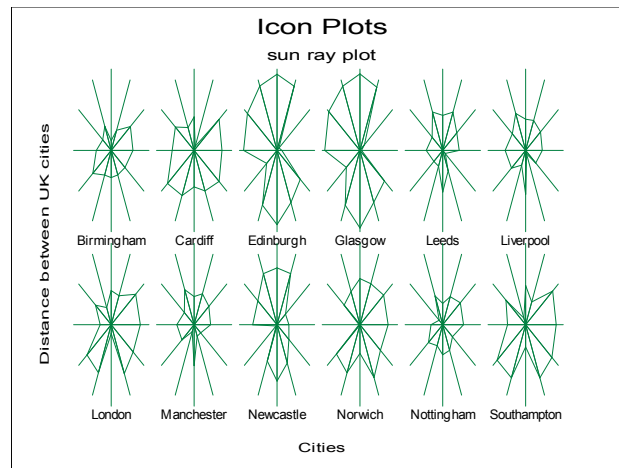 Icon Plots
sun ray plot
Distance between UK cities
Birmingham Cardiff Edinburgh Glasgow Leeds Liverpool
London Manchester Newcastle Norwich Nottingham Southampton
Cities